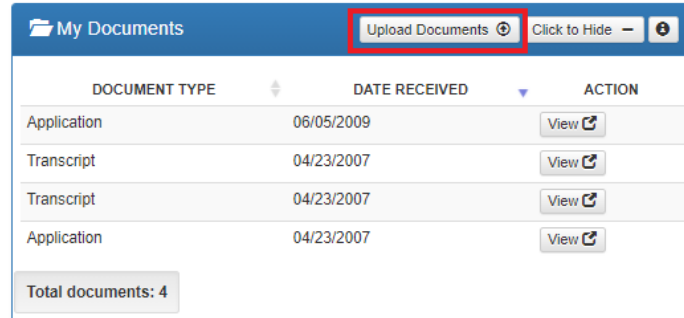 My Documents Upload Documents Click to Hide
DOCUMENT TYPE DATE RECEIVED ACTION
Application 06/05/2009 View
Transcript 04/23/2007 View
Transcript 04/23/2007 View
Application 04/23/2007 View
Total documents: 4